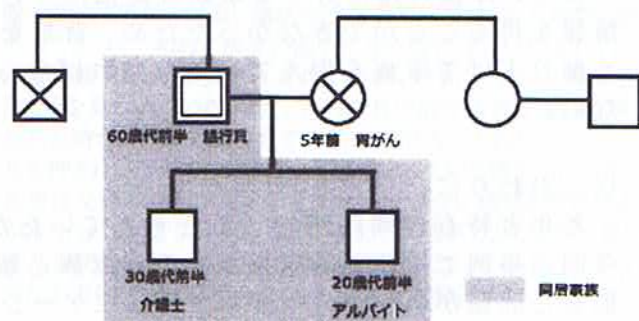 60歳代前半 銀行員
5年前 胃がん
30歳代前半
介護士
20歳代前半
アルバイト
同居家族